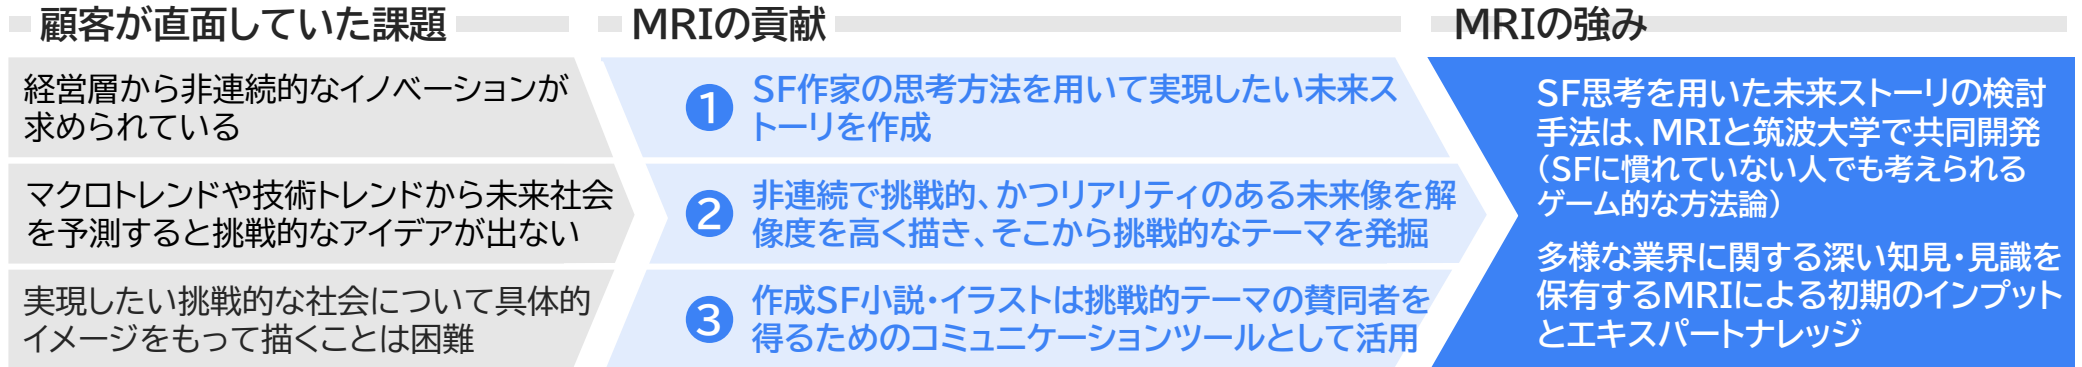 顧客が直面していた課題
経営層から非連続的なイノベーションが
求められている
マクロトレンドや技術トレンドから未来社会
を予測すると挑戦的なアイデアが出ない
実現したい挑戦的な社会について具体的
イメージをもって描くことは困難
MRIの貢献
1
SF作家の思考方法を用いて実現したい未来ス
トーリを作成
2
非連続で挑戦的、かつリアリティのある未来像を解
像度を高く描き、そこから挑戦的なテーマを発掘
3
作成SF小説・イラストは挑戦的テーマの賛同者を
得るためのコミュニケーションツールとして活用
MRIの強み
SF思考を用いた未来ストーリの検討
手法は、MRIと筑波大学で共同開発
（SFに慣れていない人でも考えられる
ゲーム的な方法論）
多様な業界に関する深い知見・見識を
保有するMRIによる初期のインプット
とエキスパートナレッジ